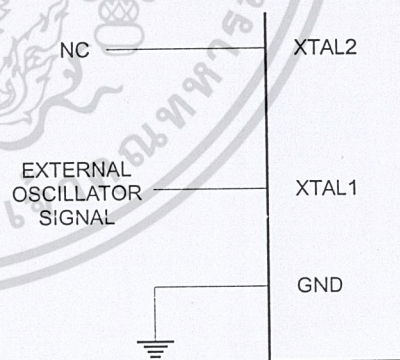 NC
XTAL2
EXTERNAL
OSCILLATOR
SIGNAL
XTAL1
GND